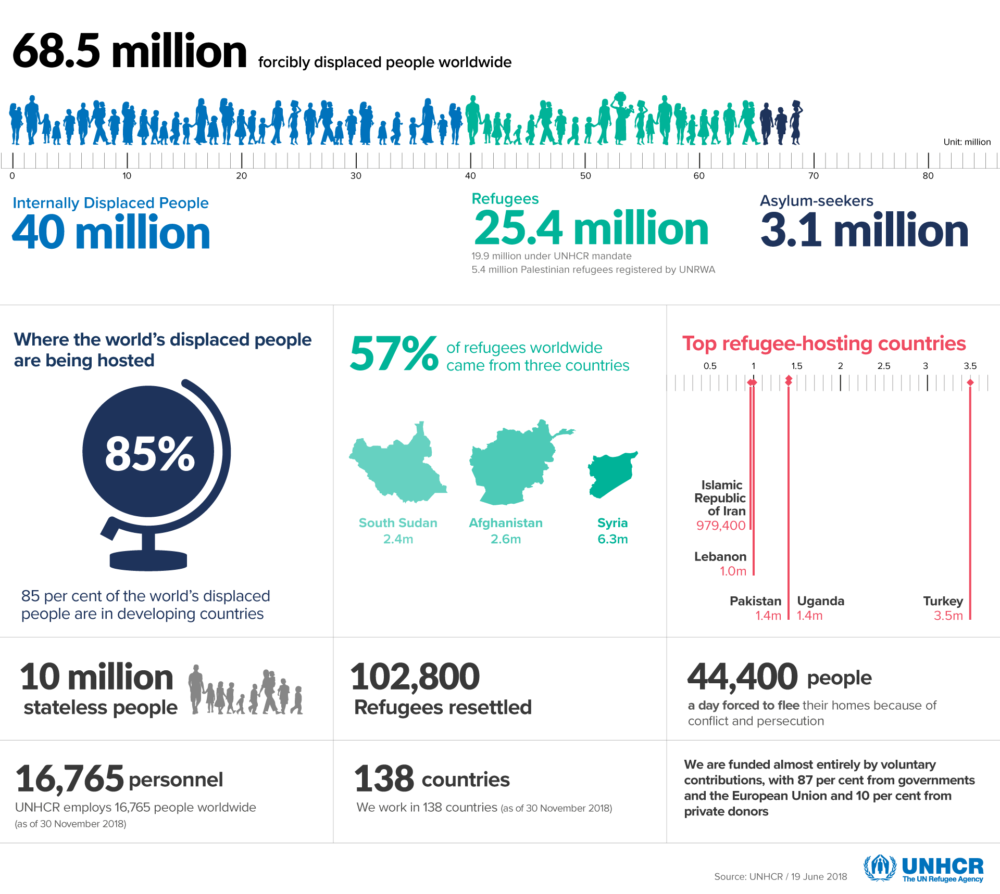 68.5 million forcibly displaced people worldwide
Unit: million
0 10 20 30 40 50 60 70 80
Internally Displaced People
40 million
Refugees
25.4 million
19.9 million under UNHCR mandate
5.4 million Palestinian refugees registered by UNRWA
Asylum-seekers
3.1 million
Where the world’s displaced people
are being hosted
85%
85 per cent of the world’s displaced
people are in developing countries
57% of refugees worldwide
came from three countries
South Sudan
2.4m
Afghanistan
2.6m
Syria
6.3m
Top refugee-hosting countries
0.5 1 1.5 2 2.5 3 3.5
Islamic
Republic
of Iran
979,400
Lebanon
1.0m
Pakistan
1.4m
Uganda
1.4m
Turkey
3.5m
10 million
stateless people
102,800
Refugees resettled
44,400 people
a day forced to flee their homes because of
conflict and persecution
16,765 personnel
UNHCR employs 16,765 people worldwide
(as of 30 November 2018)
138 countries
We work in 138 countries (as of 30 November 2018)
We are funded almost entirely by voluntary
contributions, with 87 per cent from governments
and the European Union and 10 per cent from
private donors
Source: UNHCR / 19 June 2018
UNHCR
The UN Refugee Agency